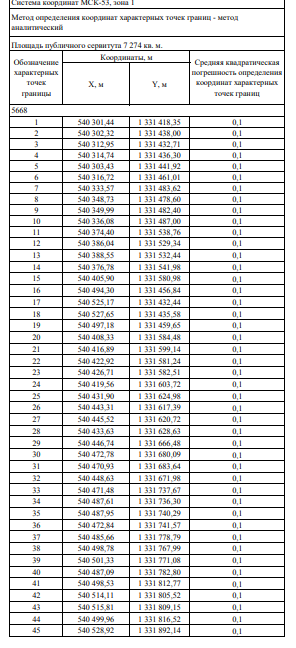 Система координат МСК-53, зона 1
Метод определения координат характерных точек границ - метод
аналитический
Площадь публичного сервитута 7 274 кв. м.
Обозначение характерных точек границы Координаты, м Средняя квадратическая погрешность определения координат характерных точек границ
X, м Y, м
5668
1 540 301,44 1 331 418,35 0,1
2 540 302,32 1 331 438,00 0,1
3 540 312,95 1 331 432,71 0,1
4 540 314,74 1 331 436,30 0,1
5 540 303,43 1 331 441,92 0,1
6 540 316,72 1 331 461,01 0,1
7 540 333,57 1 331 483,62 0,1
8 540 348,73 1 331 478,60 0,1
9 540 349,99 1 331 482,40 0,1
10 540 336,08 1 331 487,00 0,1
11 540 374,40 1 331 538,76 0,1
12 540 386,04 1 331 529,34 0,1
13 540 388,55 1 331 532,44 0,1
14 540 376,78 1 331 541,98 0,1
15 540 405,90 1 331 580,98 0,1
16 540 494,30 1 331 456,84 0,1
17 540 525,17 1 331 432,44 0,1
18 540 527,65 1 331 435,58 0,1
19 540 497,18 1 331 459,65 0,1
20 540 408,33 1 331 584,48 0,1
21 540 416,89 1 331 599,14 0,1
22 540 422,92 1 331 581,24 0,1
23 540 426,71 1 331 582,51 0,1
24 540 419,56 1 331 603,72 0,1
25 540 431,90 1 331 624,98 0,1
26 540 443,31 1 331 617,39 0,1
27 540 445,52 1 331 620,72 0,1
28 540 433,63 1 331 628,63 0,1
29 540 446,74 1 331 666,48 0,1
30 540 472,78 1 331 680,09 0,1
31 540 470,93 1 331 683,64 0,1
32 540 448,63 1 331 671,98 0,1
33 540 471,48 1 331 737,67 0,1
34 540 487,61 1 331 736,30 0,1
35 540 487,95 1 331 740,29 0,1
36 540 472,84 1 331 741,57 0,1
37 540 485,66 1 331 778,79 0,1
38 540 498,78 1 331 767,99 0,1
39 540 501,33 1 331 771,08 0,1
40 540 487,09 1 331 782,80 0,1
41 540 498,53 1 331 812,77 0,1
42 540 514,11 1 331 805,52 0,1
43 540 515,81 1 331 809,15 0,1
44 540 499,96 1 331 816,52 0,1
45 540 528,92 1 331 892,14 0,1